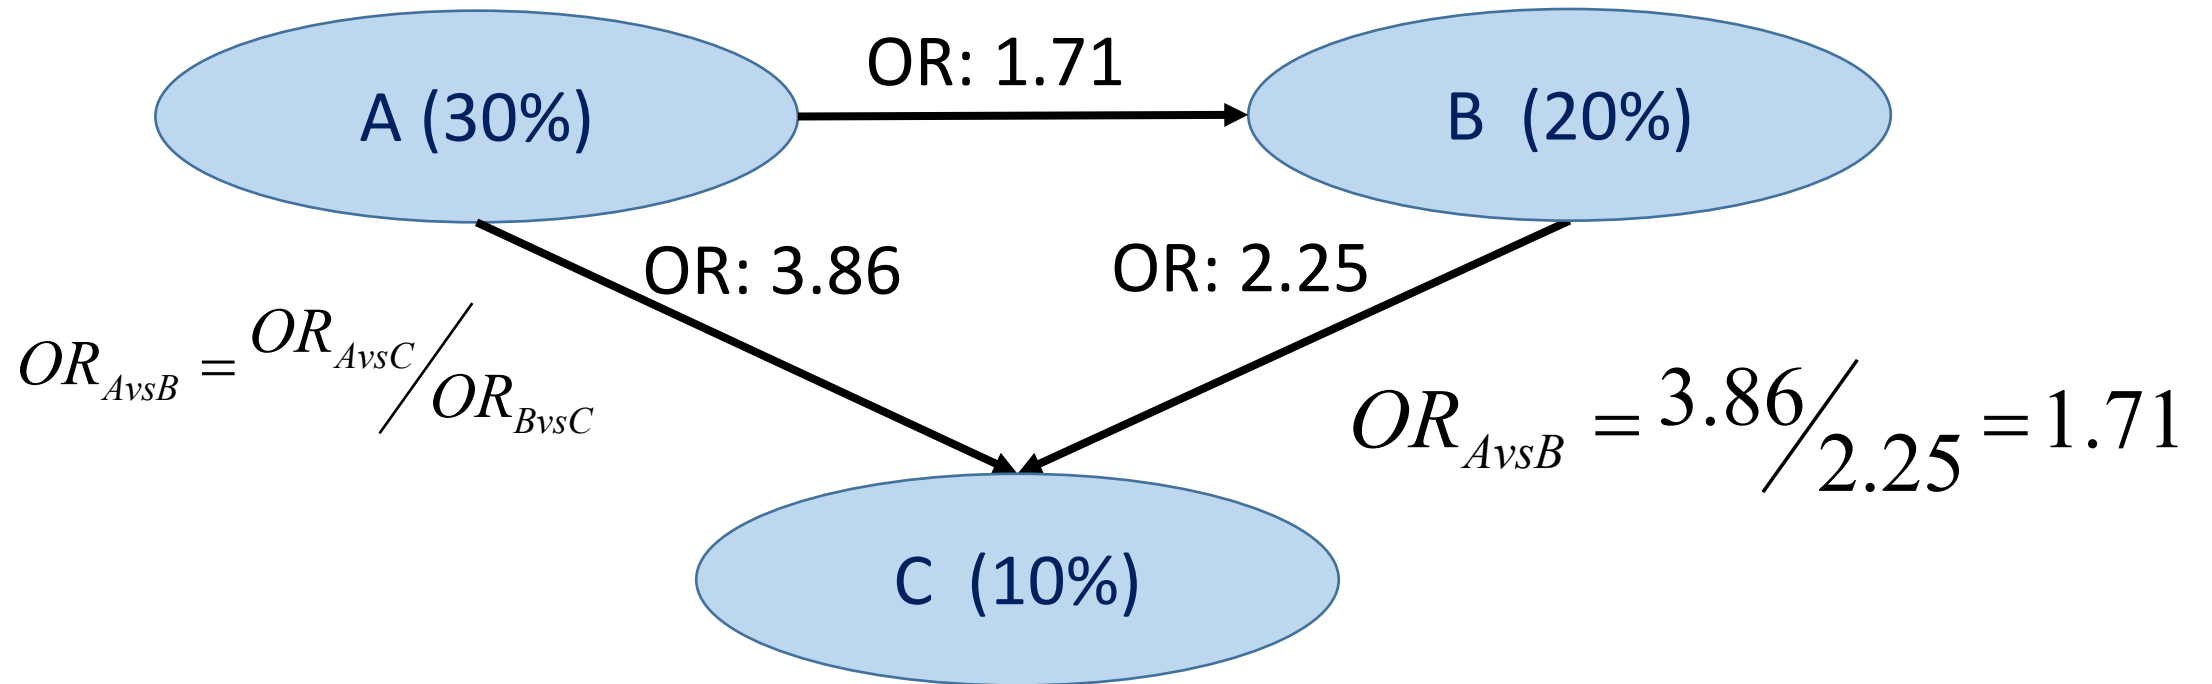 OR: 1.71
A (30%)
B (20%)
OR: 3.86
OR: 2.25
OR_AvsB = OR_AvsC / OR_BvsC
OR_AvsB = 3.86 / 2.25 = 1.71
C (10%)